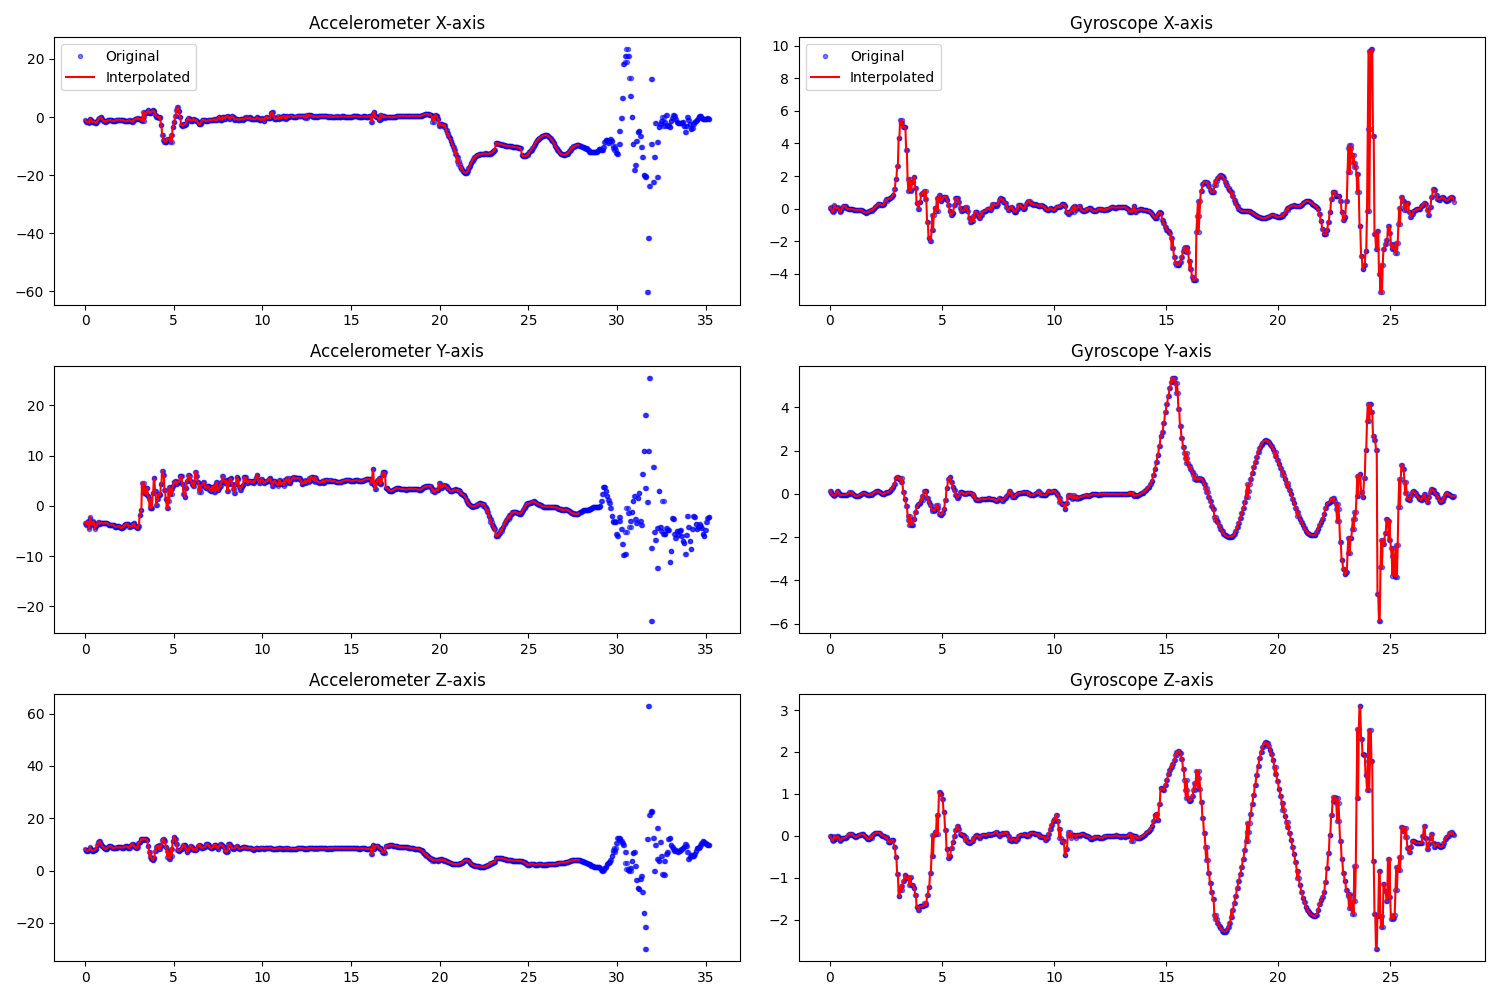 Accelerometer X-axis
Original
Interpolated
20
0
−20
−40
−60
0 5 10 15 20 25 30 35
Gyroscope X-axis
Original
Interpolated
10
8
6
4
2
0
−2
−4
0 5 10 15 20 25
Accelerometer Y-axis
20
10
0
−10
−20
0 5 10 15 20 25 30 35
Gyroscope Y-axis
4
2
0
−2
−4
−6
0 5 10 15 20 25
Accelerometer Z-axis
60
40
20
0
−20
0 5 10 15 20 25 30 35
Gyroscope Z-axis
3
2
1
0
−1
−2
0 5 10 15 20 25